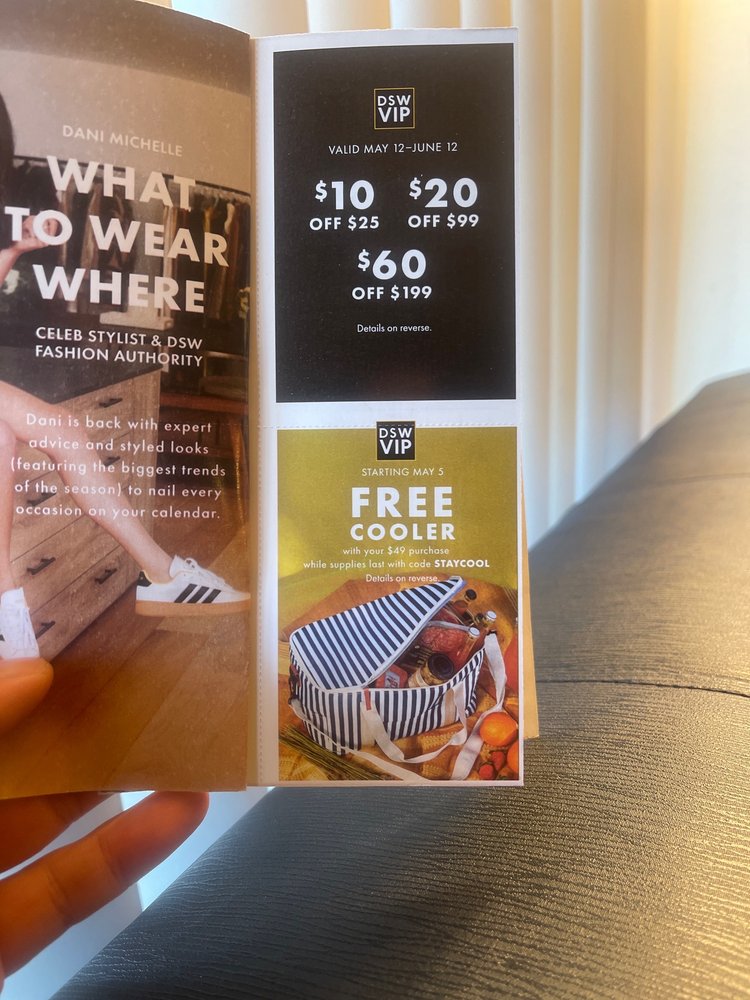 DANI MICHELLE
WHAT
TO WEAR
WHERE
CELEB STYLIST & DSW
FASHION AUTHORITY
Dani is back with expert
advice and styled looks
(featuring the biggest trends
of the season) to nail every
occasion on your calendar.
DSW
VIP
VALID MAY 12–JUNE 12
$10 $20
OFF $25 OFF $99
$60
OFF $199
Details on reverse.
DSW
VIP
STARTING MAY 5
FREE
COOLER
with your $49 purchase
while supplies last with code STAYCOOL
Details on reverse.